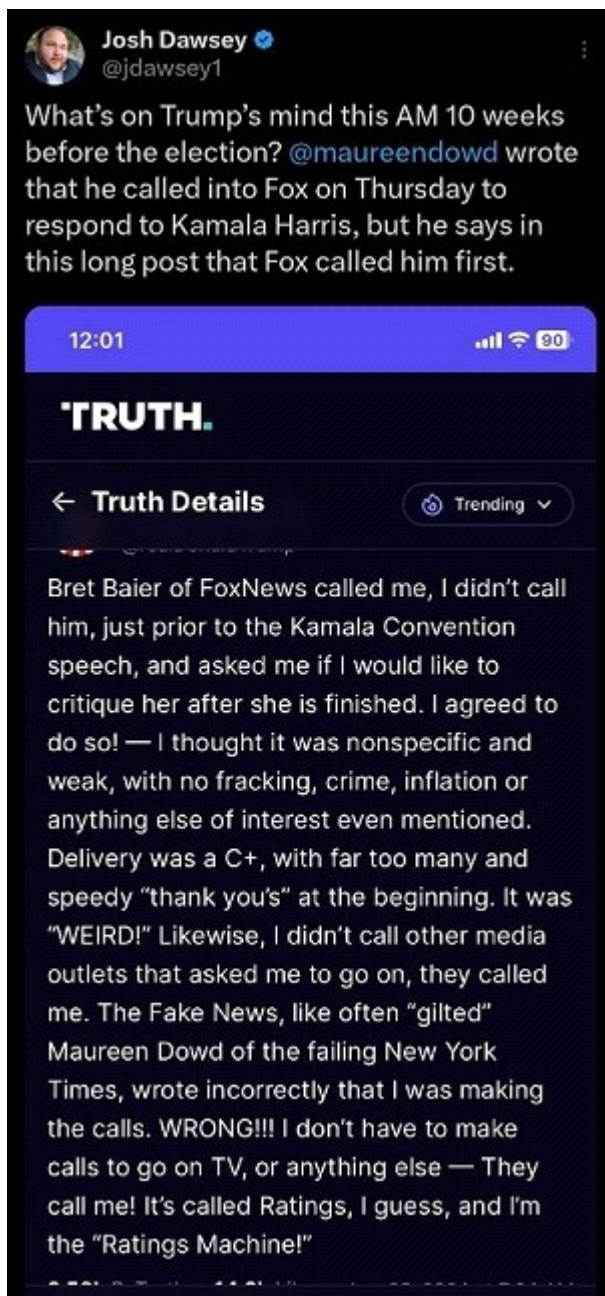 Josh Dawsey
@jdawsey1
What's on Trump's mind this AM 10 weeks
before the election? @maureendowd wrote
that he called into Fox on Thursday to
respond to Kamala Harris, but he says in
this long post that Fox called him first.
12:01
90
TRUTH.
← Truth Details
Trending
Bret Baier of FoxNews called me, I didn't call
him, just prior to the Kamala Convention
speech, and asked me if I would like to
critique her after she is finished. I agreed to
do so! — I thought it was nonspecific and
weak, with no fracking, crime, inflation or
anything else of interest even mentioned.
Delivery was a C+, with far too many and
speedy “thank you's” at the beginning. It was
“WEIRD!” Likewise, I didn't call other media
outlets that asked me to go on, they called
me. The Fake News, like often “gilted”
Maureen Dowd of the failing New York
Times, wrote incorrectly that I was making
the calls. WRONG!!! I don't have to make
calls to go on TV, or anything else — They
call me! It's called Ratings, I guess, and I'm
the “Ratings Machine!”